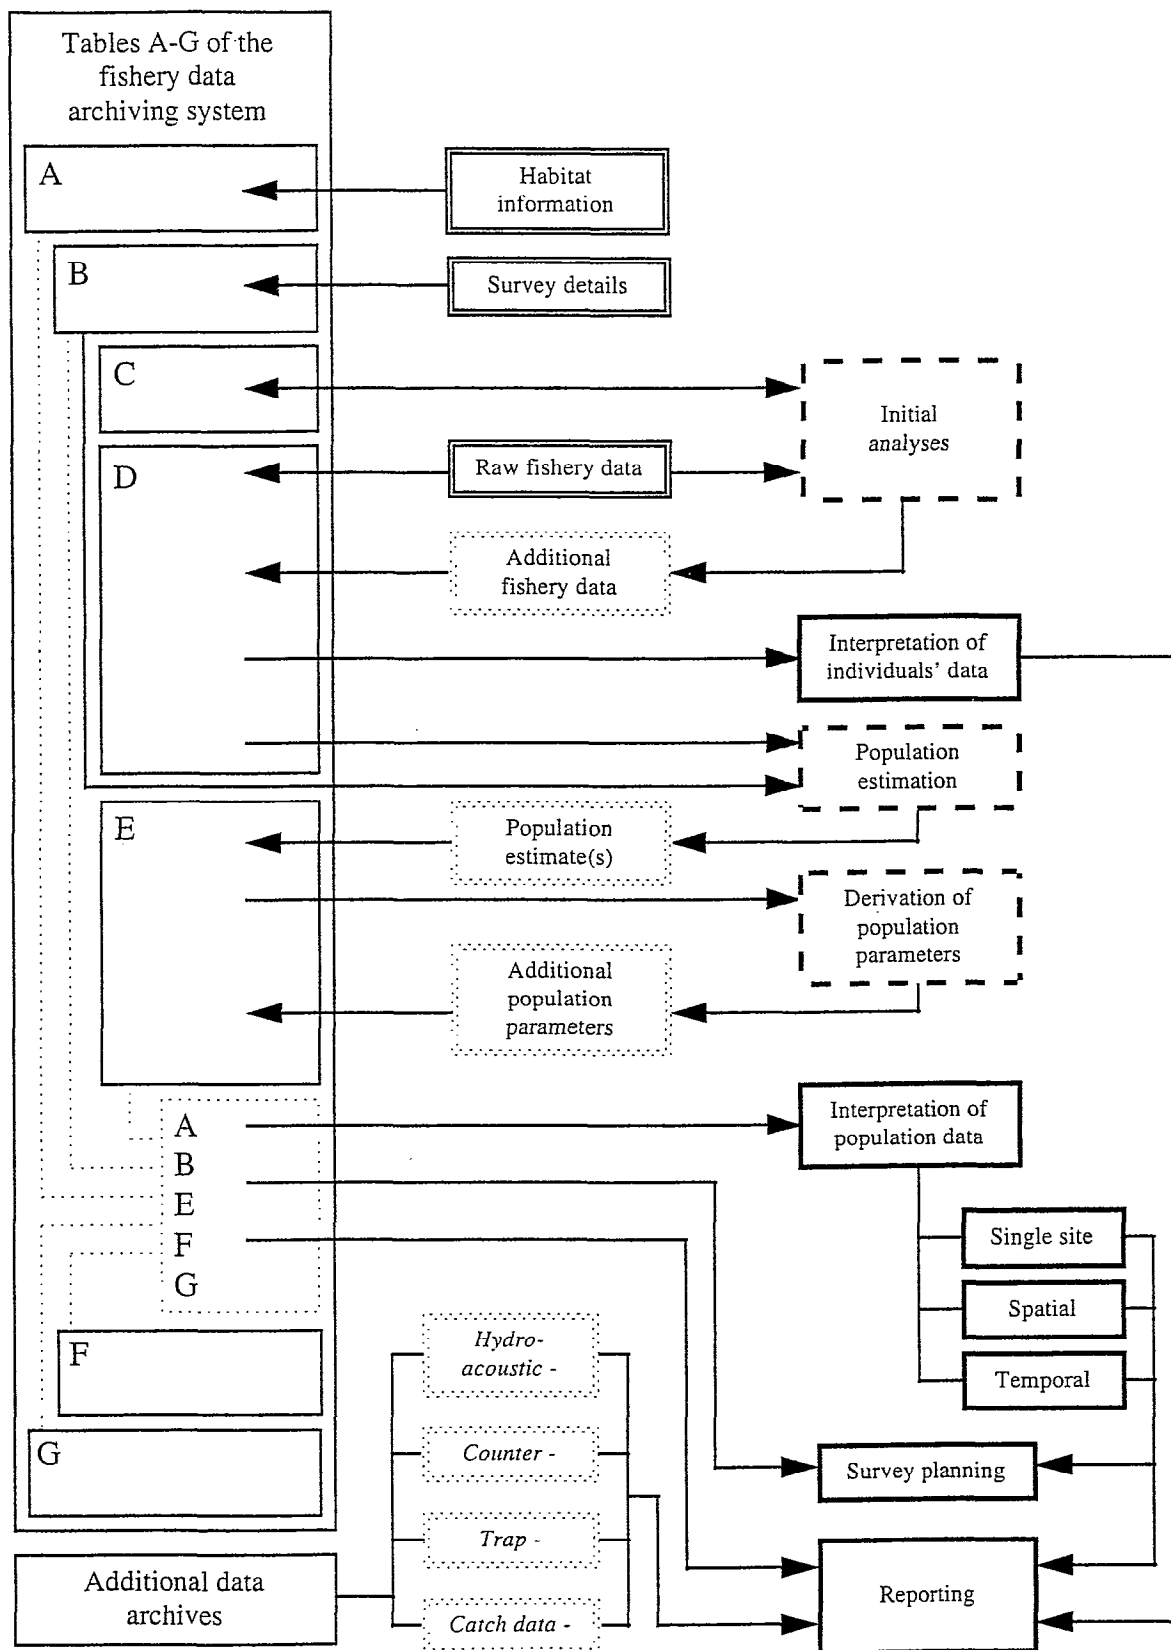 Tables A-G of the
fishery data
archiving system
A
Habitat
information
B
Survey details
C
Initial
analyses
D
Raw fishery data
Additional
fishery data
Interpretation of
individuals’ data
Population
estimation
E
Population
estimate(s)
Derivation of
population
parameters
Additional
population
parameters
A
B
E
F
G
Interpretation of
population data
Single site
Spatial
Temporal
F
G
Hydro-
acoustic -
Counter -
Trap -
Catch data -
Survey planning
Reporting
Additional data
archives